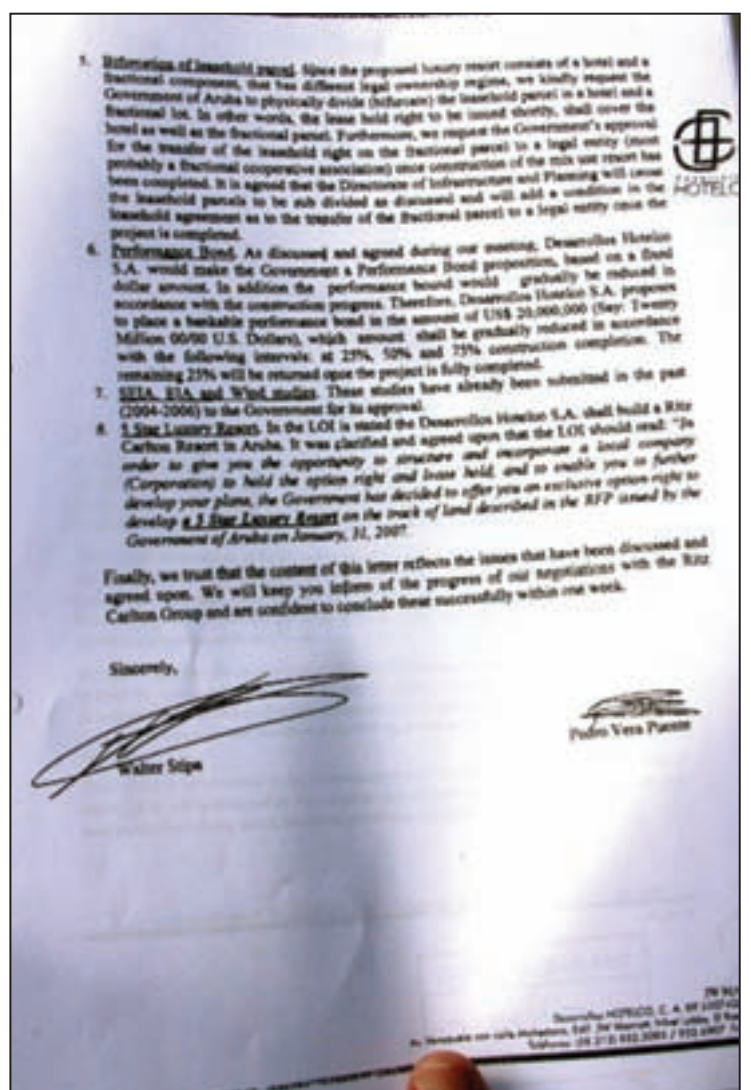 5. Bifurcation of leasehold parcel. Since the proposed luxury resort consists of a hotel and a
fractional component, that has different legal ownership regime, we kindly request the
Government of Aruba to physically divide (bifurcate) the leasehold parcel in a hotel and a
fractional lot. In other words, the lease hold right to be issued shortly, shall cover the
hotel as well as the fractional parcel. Furthermore, we request the Government's approval
for the transfer of the leasehold right on the fractional parcel to a legal entity (most
probably a fractional cooperative association) once construction of the mix use resort has
been completed. It is agreed that the Directorate of Infrastructure and Planning will cause
the leasehold parcels to be sub divided as discussed and will add a condition in the
leasehold agreement as to the transfer of the fractional parcel to a legal entity once the
project is completed.
HOTELCO
6. Performance Bond. As discussed and agreed during our meeting, Desarrollos Hotelco
S.A. would make the Government a Performance Bond proposition, based on a fixed
dollar amount. In addition the performance bound would gradually be reduced in
accordance with the construction progress. Therefore, Desarrollos Hotelco S.A. proposes
to place a bankable performance bond in the amount of US$ 20,000,000 (Say: Twenty
Million 00/00 U.S. Dollars), which amount shall be gradually reduced in accordance
with the following intervals: at 25%, 50% and 75% construction completion. The
remaining 25% will be returned upon the project is fully completed.
7. SEIA, EIA and Wind studies. These studies have already been submitted in the past
(2004-2006) to the Government for its approval.
8. 5 Star Luxury Resort. In the LOI is stated the Desarrollos Hotelco S.A. shall build a Ritz
Carlton Resort in Aruba. It was clarified and agreed upon that the LOI should read: "In
order to give you the opportunity to structure and incorporate a local company
(Corporation) to hold the option right and lease hold, and to enable you to further
develop your plans, the Government has decided to offer you an exclusive option right to
develop a 5 Star Luxury Resort on the track of land described in the RFP issued by the
Government of Aruba on January, 31, 2007.
Finally, we trust that the content of this letter reflects the issues that have been discussed and
agreed upon. We will keep you inform of the progress of our negotiations with the Ritz
Carlton Group and are confident to conclude these successfully within one week.
Sincerely,
Walter Stipa
Pedro Vera Puente
Desarrollos HOTELCO, C. A.
Av. Venezuela con calle